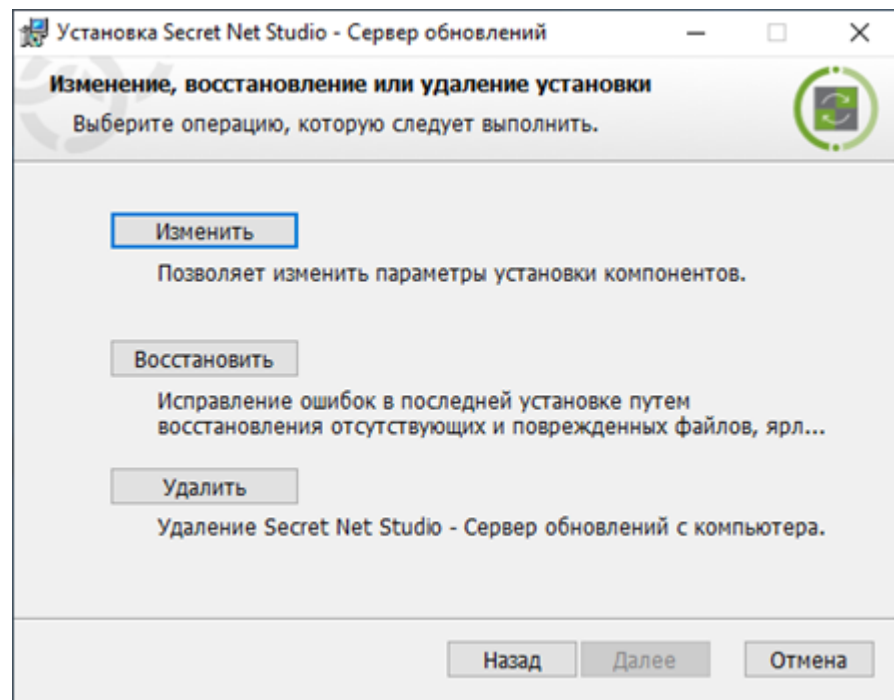 Установка Secret Net Studio - Сервер обновлений
Изменение, восстановление или удаление установки
Выберите операцию, которую следует выполнить.
Изменить
Позволяет изменить параметры установки компонентов.
Восстановить
Исправление ошибок в последней установке путем
восстановления отсутствующих и поврежденных файлов, ярл...
Удалить
Удаление Secret Net Studio - Сервер обновлений с компьютера.
Назад
Далее
Отмена